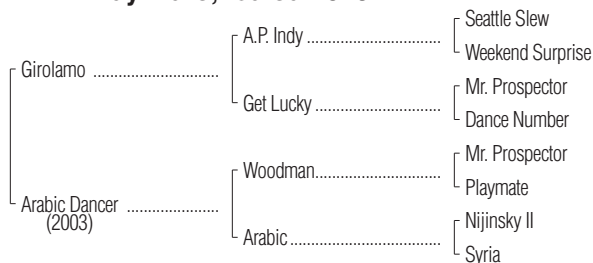 Seattle Slew
A.P. Indy ................................
Weekend Surprise
Girolamo ..............................
Mr. Prospector
Get Lucky ...............................
Dance Number
Mr. Prospector
Woodman ..............................
Playmate
Arabic Dancer ......................
(2003)
Nijinsky II
Arabic ....................................
Syria